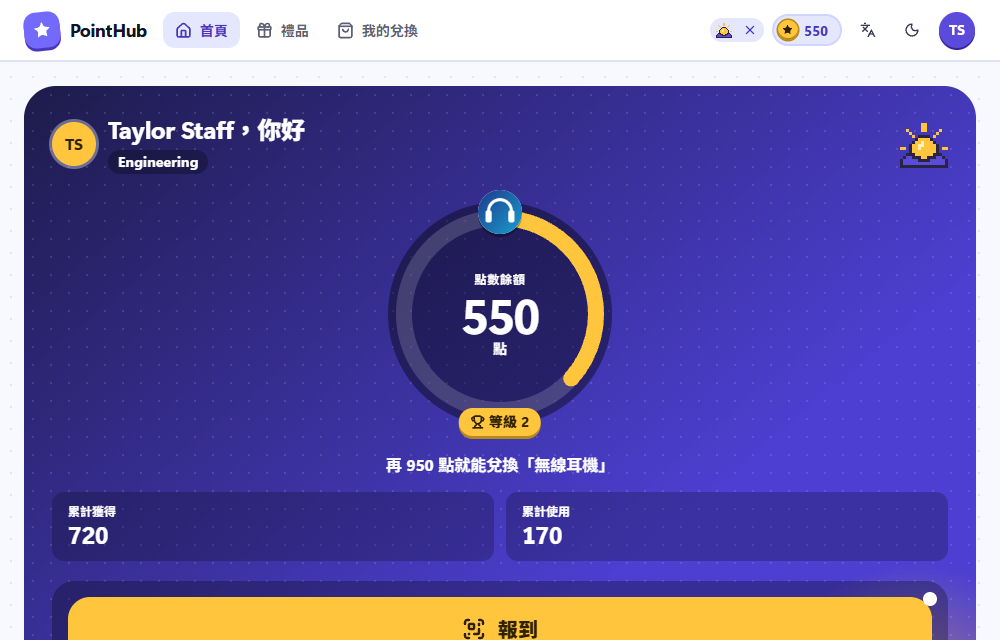 PointHub
首頁
禮品
我的兌換
550
TS
TS
Taylor Staff，你好
Engineering
點數餘額
550
點
等級 2
再 950 點就能兌換「無線耳機」
累計獲得
720
累計使用
170
報到